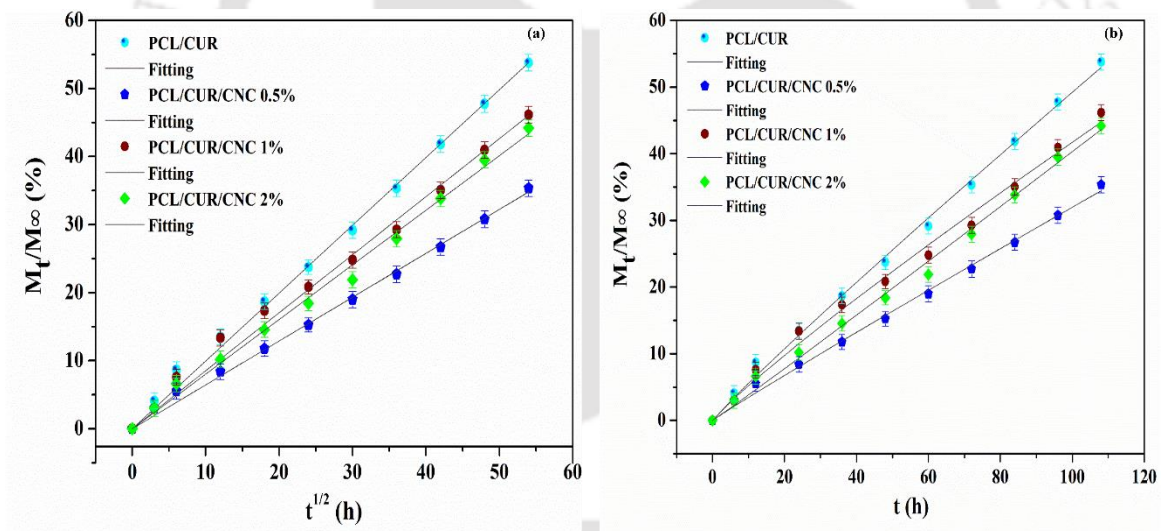 (a)
PCL/CUR
Fitting
PCL/CUR/CNC 0.5%
Fitting
PCL/CUR/CNC 1%
Fitting
PCL/CUR/CNC 2%
Fitting
60
50
40
30
20
10
0
Mt/M∞ (%)
0 10 20 30 40 50 60
t1/2 (h)
(b)
PCL/CUR
Fitting
PCL/CUR/CNC 0.5%
Fitting
PCL/CUR/CNC 1%
Fitting
PCL/CUR/CNC 2%
Fitting
60
50
40
30
20
10
0
Mt/M∞ (%)
0 20 40 60 80 100 120
t (h)